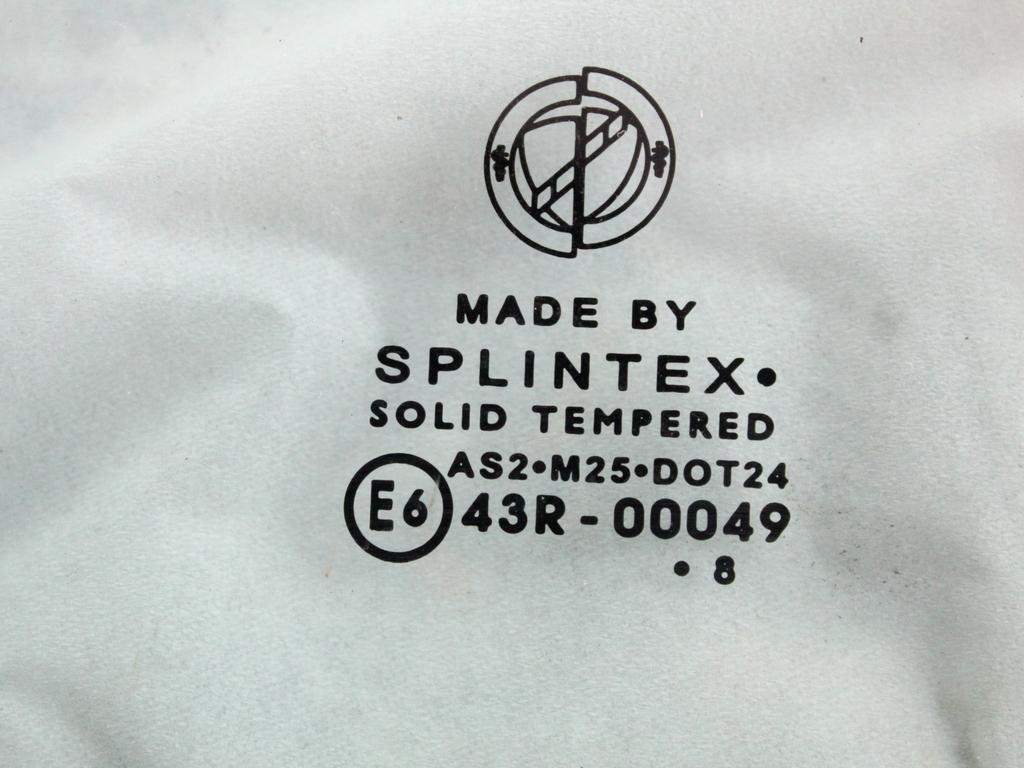 MADE BY
SPLINTEX•
SOLID TEMPERED
AS2•M25•DOT24
E6 43R-00049
• 8